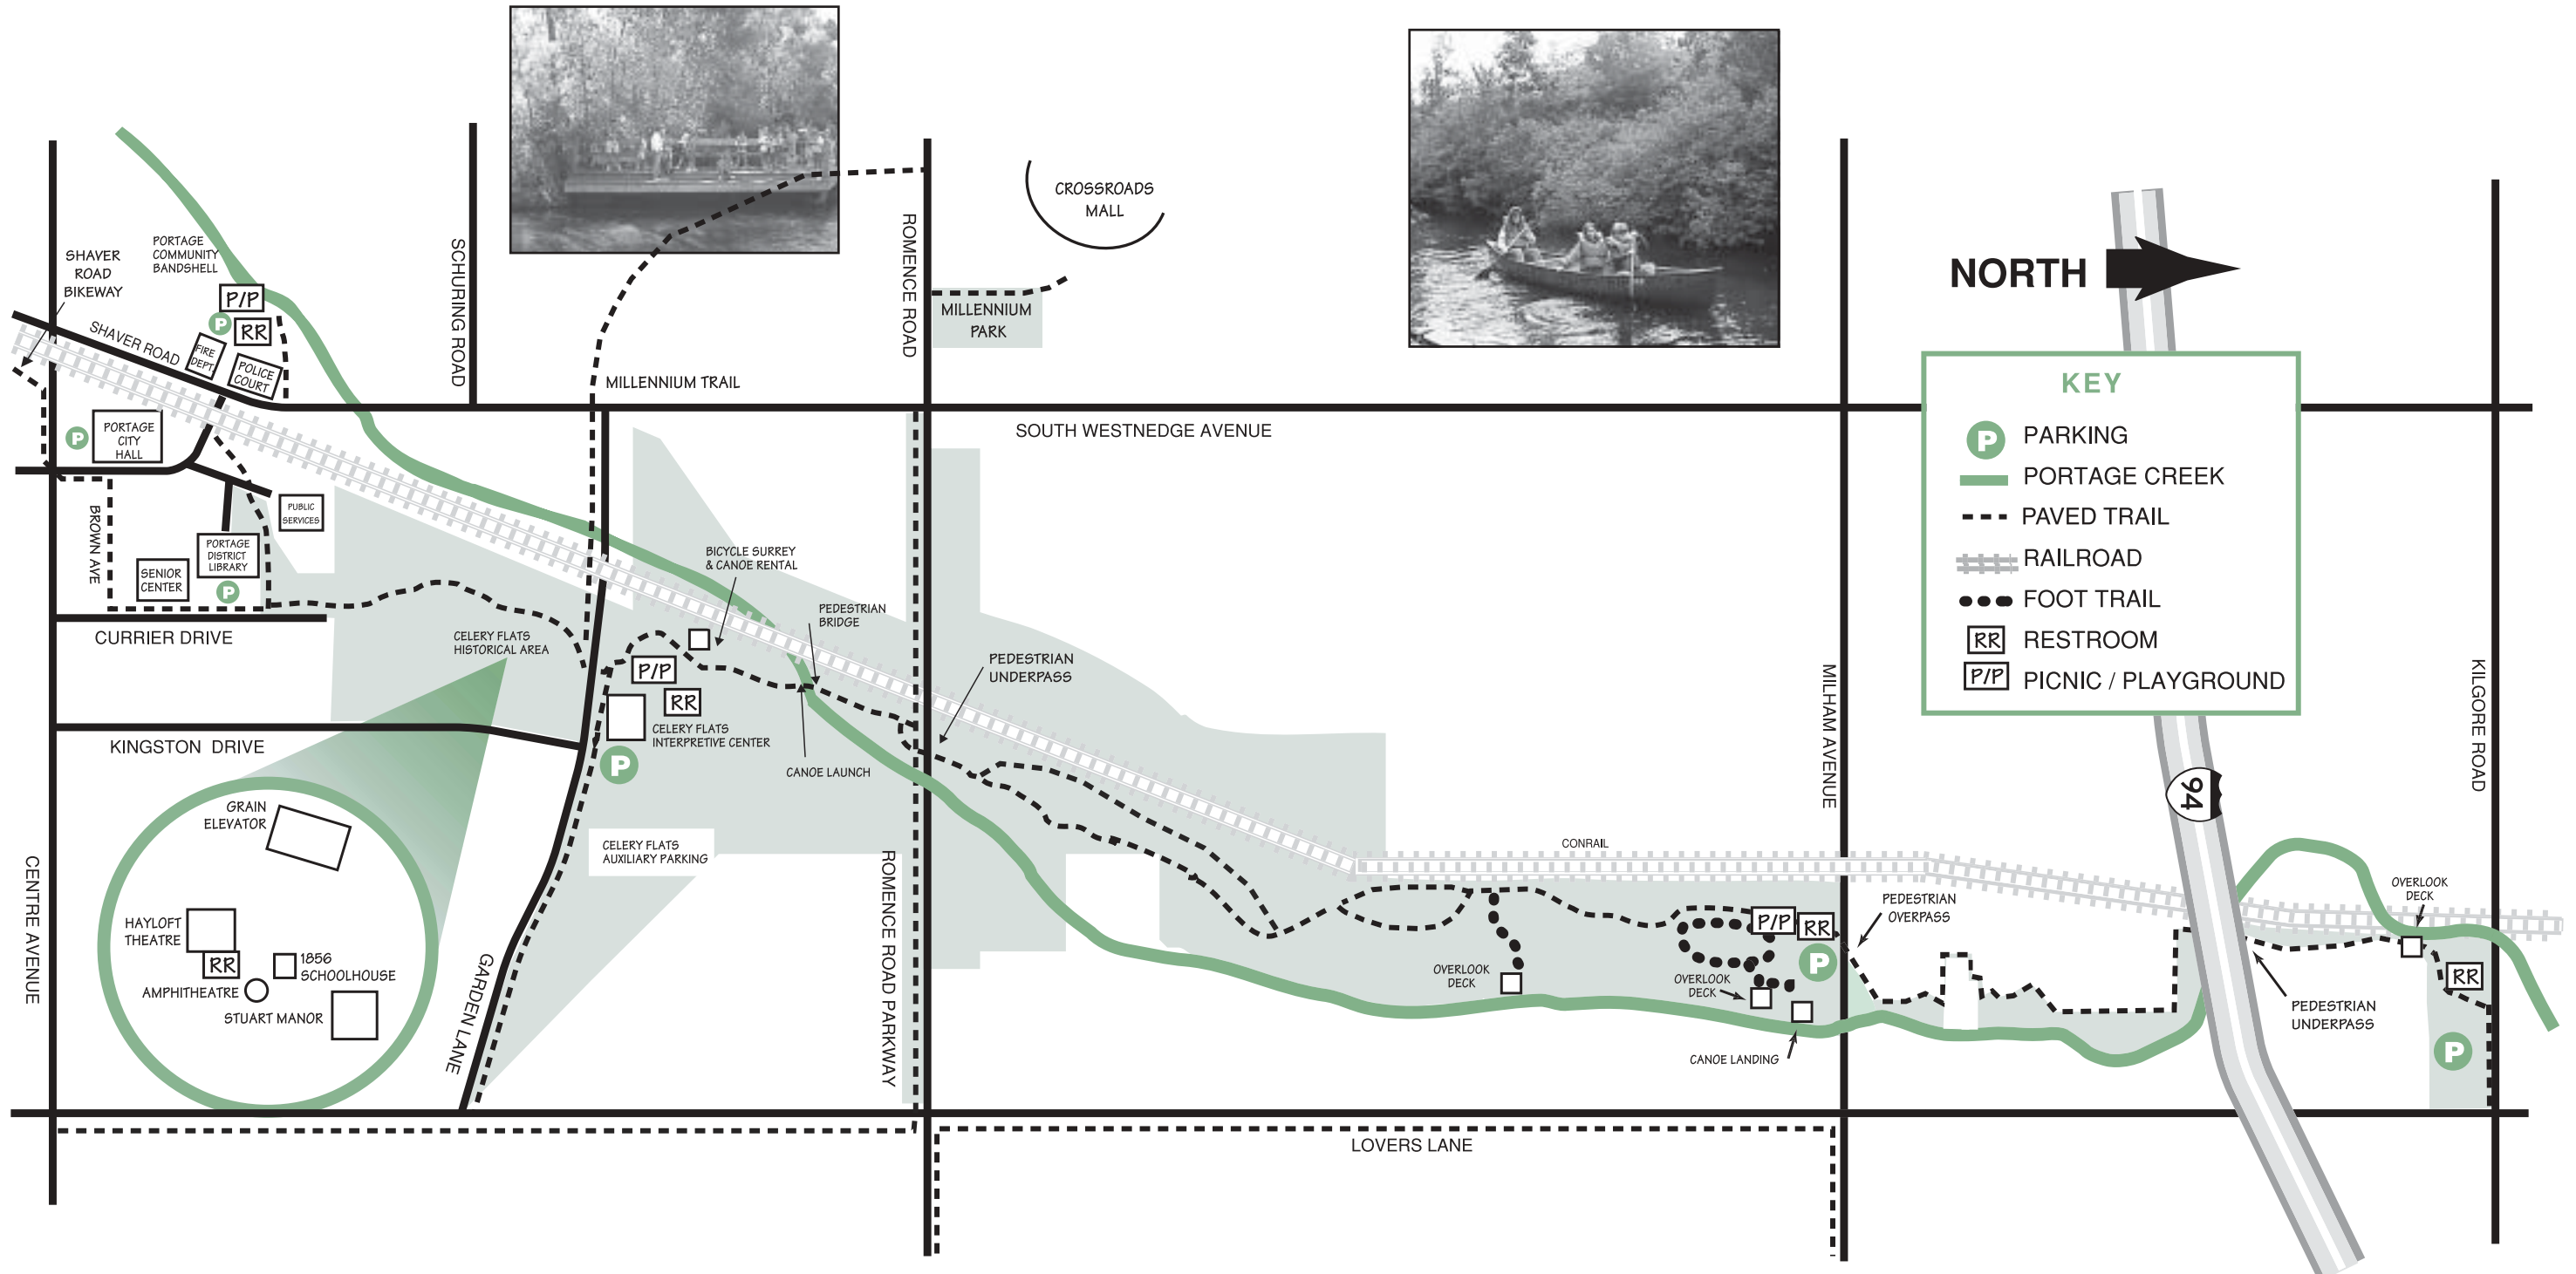 CROSSROADS
MALL
MILLENNIUM
PARK
NORTH
KEY
P PARKING
PORTAGE CREEK
PAVED TRAIL
RAILROAD
FOOT TRAIL
RR RESTROOM
P/P PICNIC / PLAYGROUND
PORTAGE
COMMUNITY
BANDSHELL
SHAVER
ROAD
BIKEWAY
P/P
P
RR
SHAVER ROAD
FIRE
DEPT.
POLICE
COURT
SCHURING ROAD
MILLENNIUM TRAIL
ROMENCE ROAD
SOUTH WESTNEDGE AVENUE
P
PORTAGE
CITY
HALL
PUBLIC
SERVICES
BROWN AVE
PORTAGE
DISTRICT
LIBRARY
SENIOR
CENTER
P
CURRIER DRIVE
KINGSTON DRIVE
CELERY FLATS
HISTORICAL AREA
BICYCLE SURREY
& CANOE RENTAL
PEDESTRIAN
BRIDGE
P/P
RR
CELERY FLATS
INTERPRETIVE CENTER
P
CANOE LAUNCH
PEDESTRIAN
UNDERPASS
CELERY FLATS
AUXILIARY PARKING
GRAIN
ELEVATOR
HAYLOFT
THEATRE
RR
1856
SCHOOLHOUSE
AMPHITHEATRE
STUART MANOR
CENTRE AVENUE
GARDEN LANE
ROMENCE ROAD PARKWAY
MILHAM AVENUE
KILGORE ROAD
94
CONRAIL
P/P
RR
P
OVERLOOK
DECK
OVERLOOK
DECK
CANOE LANDING
PEDESTRIAN
OVERPASS
OVERLOOK
DECK
RR
PEDESTRIAN
UNDERPASS
P
LOVERS LANE